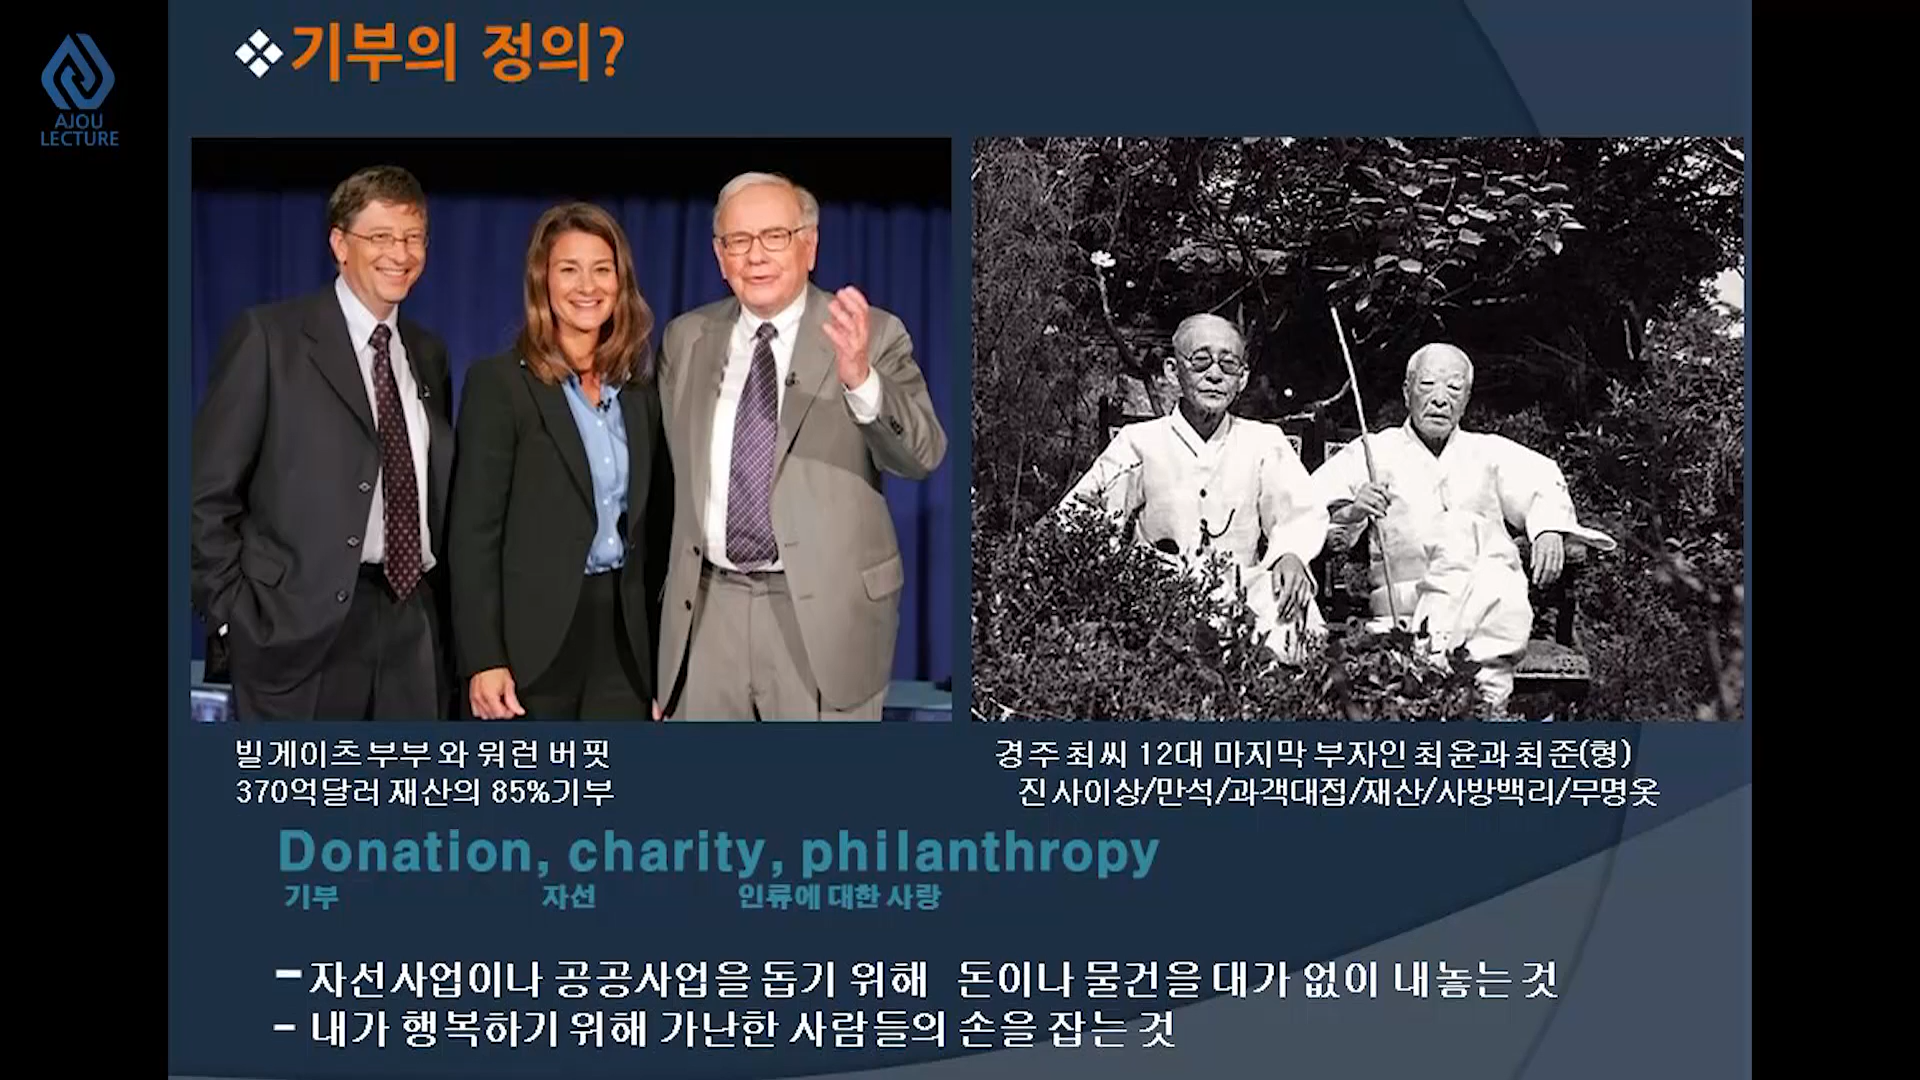 AJOU
LECTURE
❖기부의 정의?
빌게이츠부부와 워런 버핏
370억달러 재산의 85%기부
경주최씨 12대 마지막 부자인 최윤과최준(형)
진사이상/만석/과객대접/재산/사방백리/무명옷
Donation, charity, philanthropy
기부 자선 인류에 대한 사랑
-자선사업이나 공공사업을 돕기 위해 돈이나 물건을 대가 없이 내놓는 것
- 내가 행복하기 위해 가난한 사람들의 손을 잡는 것